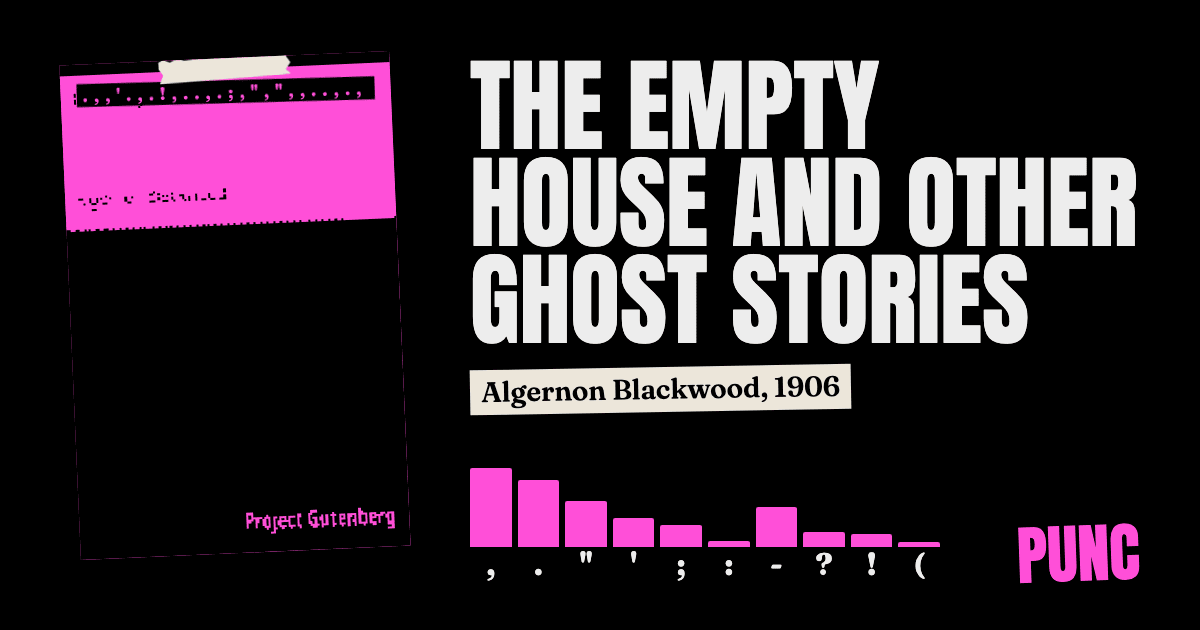 :.,,'.,.!,..,.;,",",,..,.,
Project Gutenberg
THE EMPTY
HOUSE AND OTHER
GHOST STORIES
Algernon Blackwood, 1906
, . " ' ; : - ? ! (
PUNC